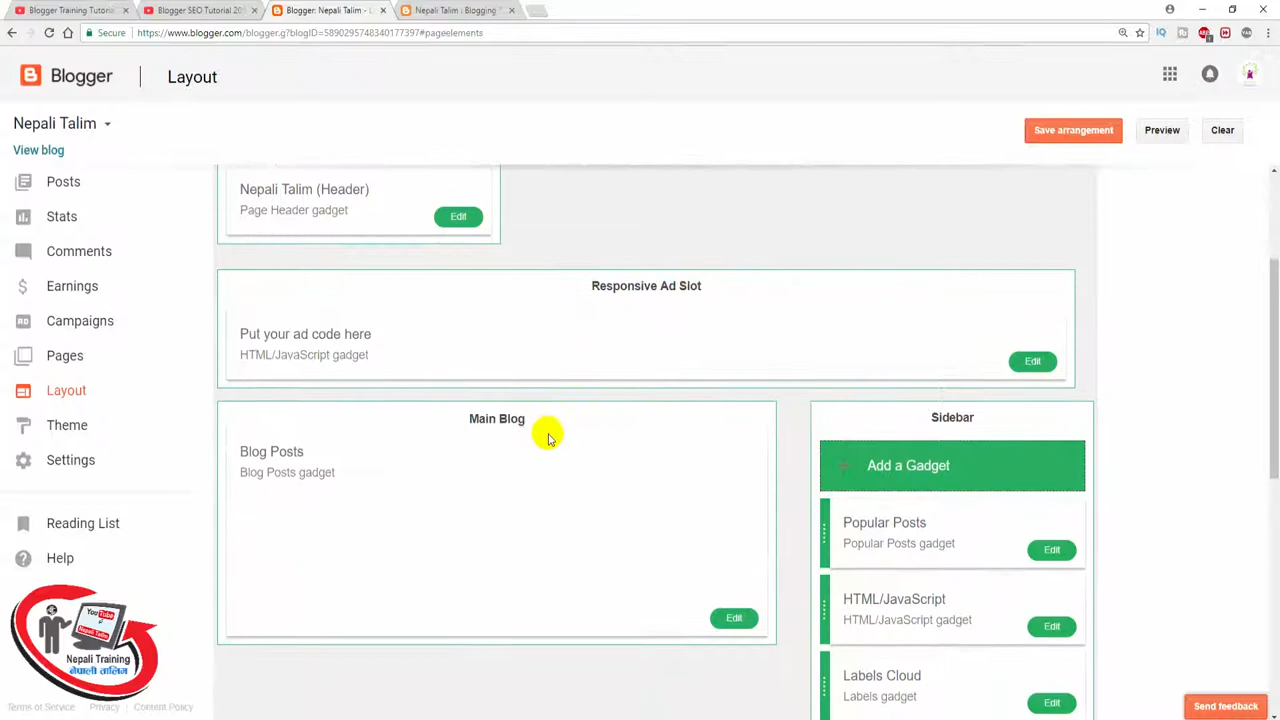 Blogger Training Tutoria
Blogger SEO Tutorial 20
Blogger: Nepali Talim - L
Nepali Talim : Blogging T
Secure
https://www.blogger.com/blogger.g?blogID=5890295748340177397#pageelements
Blogger
Layout
Nepali Talim
Save arrangement
Preview
Clear
View blog
Posts
Stats
Comments
Earnings
Campaigns
Pages
Layout
Theme
Settings
Reading List
Help
Nepali Talim (Header)
Page Header gadget
Edit
Responsive Ad Slot
Put your ad code here
HTML/JavaScript gadget
Edit
Main Blog
Blog Posts
Blog Posts gadget
Edit
Sidebar
Add a Gadget
Popular Posts
Popular Posts gadget
Edit
HTML/JavaScript
HTML/JavaScript gadget
Edit
Labels Cloud
Labels gadget
Edit
YouTube
Nepali Training
नेपाली तालिम
Terms of Service
Privacy
Content Policy
Send feedback